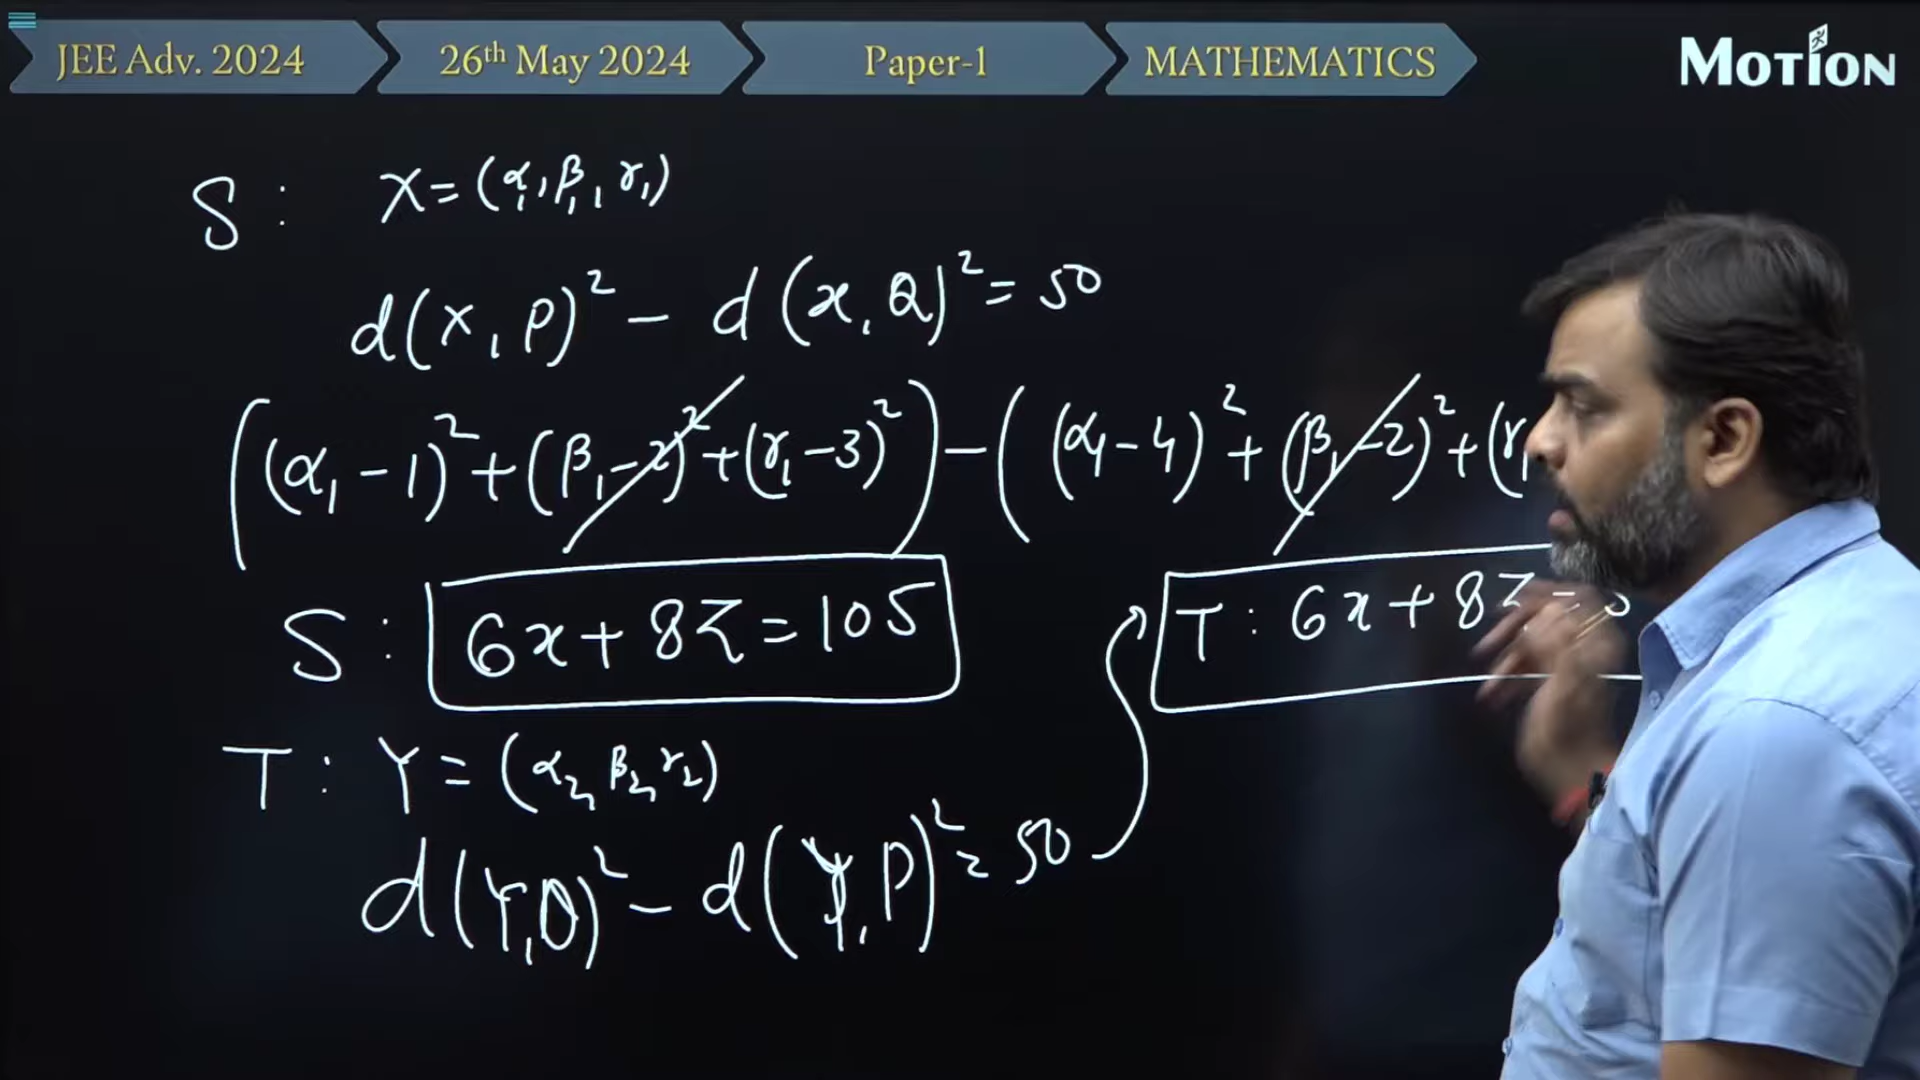 JEE Adv. 2024 26th May 2024 Paper-1 MATHEMATICS MOTION
S : X = (α₁, β₁, γ₁)
d(x, P)² − d(x, Q)² = 50
((α₁ − 1)² + (β₁ − 2)² + (γ₁ − 3)²) − ((α₁ − 4)² + (β₁ − 2)² + (γ₁
S : 6x + 8z = 105
T : 6x + 8z =
T : Y = (α₂, β₂, γ₂)
d(Y, Q)² − d(Y, P)² = 50